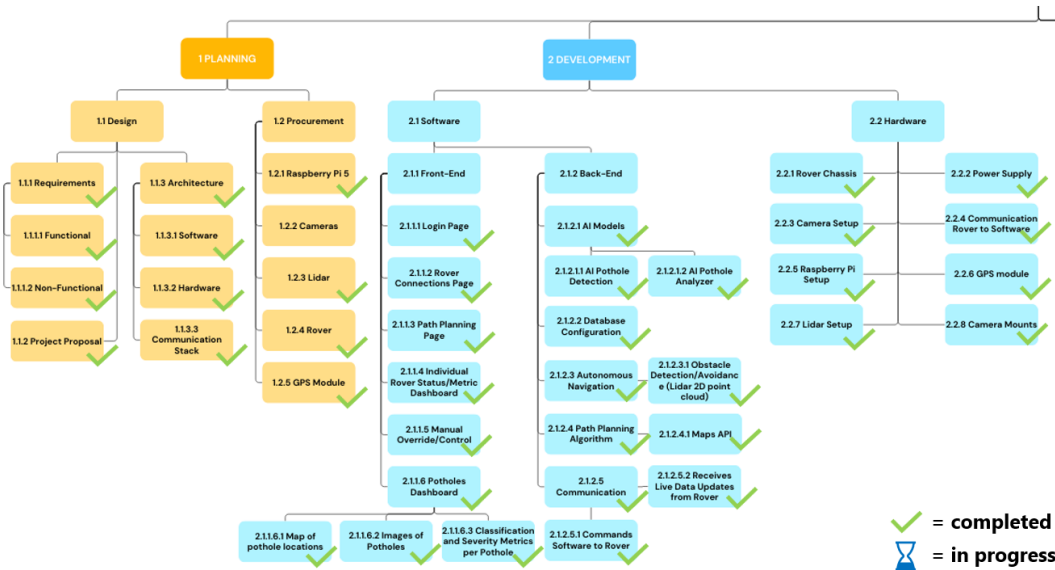 1 PLANNING
2 DEVELOPMENT
1.1 Design
1.2 Procurement
2.1 Software
2.2 Hardware
1.1.1 Requirements
1.1.3 Architecture
1.2.1 Raspberry Pi 5
2.1.1 Front-End
2.1.2 Back-End
2.2.1 Rover Chassis
2.2.2 Power Supply
1.1.1.1 Functional
1.1.3.1 Software
1.2.2 Cameras
2.1.1.1 Login Page
2.1.2.1 AI Models
2.2.3 Camera Setup
2.2.4 Communication
Rover to Software
1.1.1.2 Non-Functional
1.1.3.2 Hardware
1.2.3 Lidar
2.1.1.2 Rover
Connections Page
2.1.2.1.1 AI Pothole
Detection
2.1.2.1.2 AI Pothole
Analyzer
2.2.5 Raspberry Pi
Setup
2.2.6 GPS module
1.1.2 Project Proposal
1.1.3.3
Communication
Stack
1.2.4 Rover
2.1.1.3 Path Planning
Page
2.1.2.2 Database
Configuration
2.2.7 Lidar Setup
2.2.8 Camera Mounts
1.2.5 GPS Module
2.1.1.4 Individual
Rover Status/Metric
Dashboard
2.1.2.3 Autonomous
Navigation
2.1.2.3.1 Obstacle
Detection/Avoidanc
e (Lidar 2D point
cloud)
2.1.1.5 Manual
Override/Control
2.1.2.4 Path Planning
Algorithm
2.1.2.4.1 Maps API
2.1.1.6 Potholes
Dashboard
2.1.2.5
Communication
2.1.2.5.2 Receives
Live Data Updates
from Rover
2.1.1.6.1 Map of
pothole locations
2.1.1.6.2 Images of
Potholes
2.1.1.6.3 Classification
and Severity Metrics
per Pothole
2.1.2.5.1 Commands
Software to Rover
= completed
= in progress